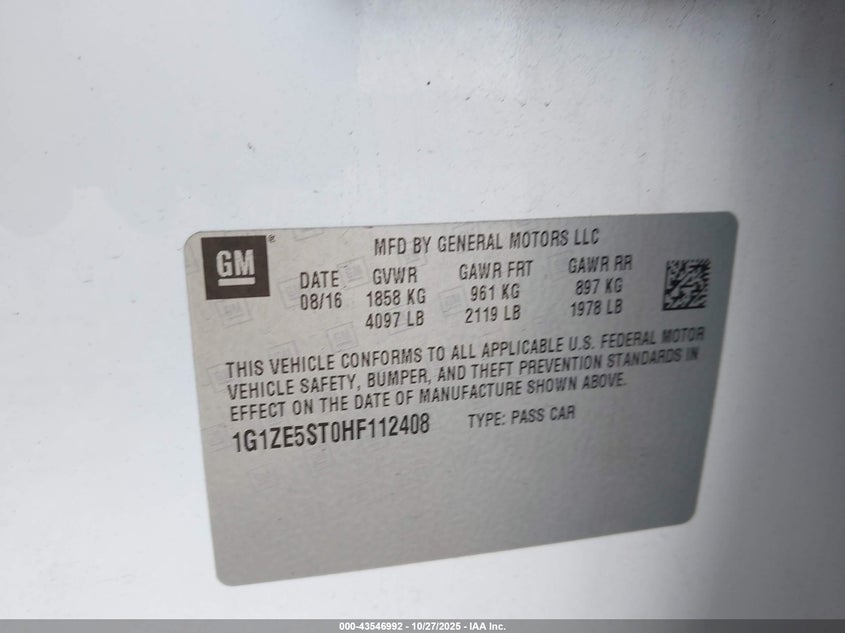 GM ®
MFD BY GENERAL MOTORS LLC
DATE GVWR GAWR FRT GAWR RR
08/16 1858 KG 961 KG 897 KG
4097 LB 2119 LB 1978 LB
THIS VEHICLE CONFORMS TO ALL APPLICABLE U.S. FEDERAL MOTOR
VEHICLE SAFETY, BUMPER, AND THEFT PREVENTION STANDARDS IN
EFFECT ON THE DATE OF MANUFACTURE SHOWN ABOVE.
1G1ZE5ST0HF112408 TYPE: PASS CAR
000-43546992 - 10/27/2025 - IAA Inc.